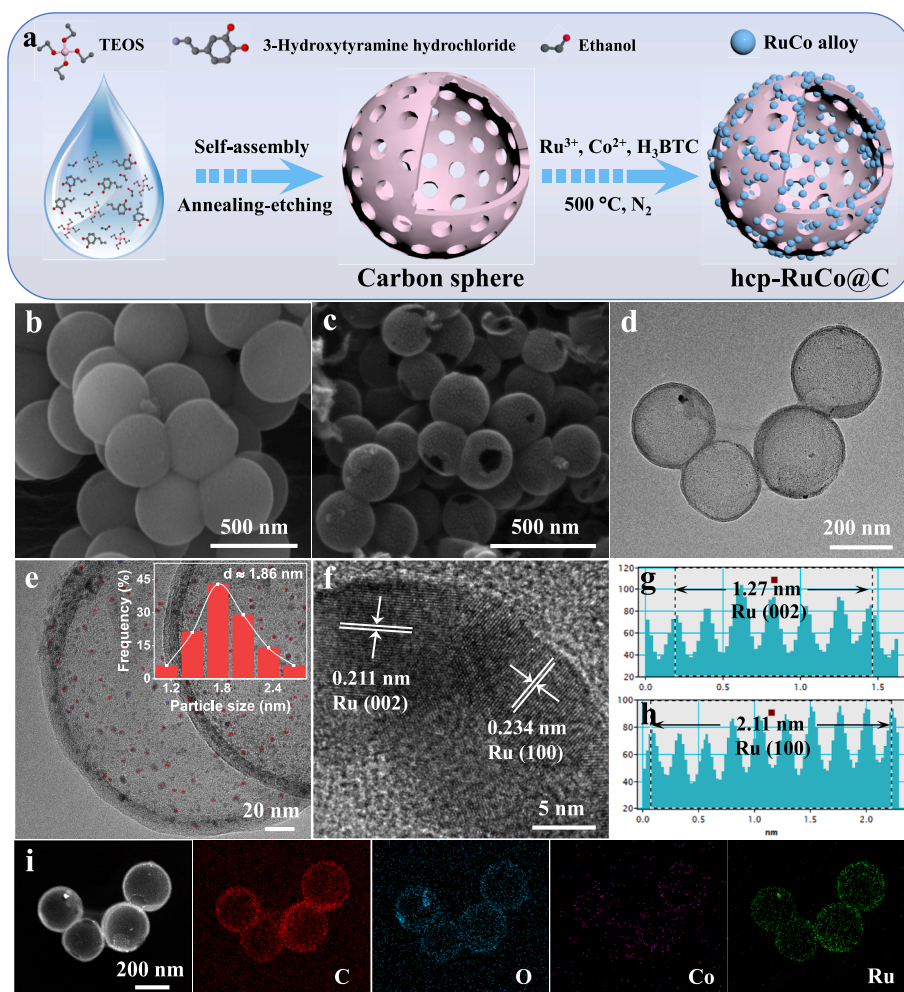 a
TEOS
3-Hydroxytyramine hydrochloride
Ethanol
RuCo alloy
Self-assembly
Annealing-etching
Ru³⁺, Co²⁺, H₃BTC
500 °C, N₂
Carbon sphere
hcp-RuCo@C
b
500 nm
c
500 nm
d
200 nm
e
d ≈ 1.86 nm
Frequency (%)
45
30
15
0
1.2 1.8 2.4
Particle size (nm)
20 nm
f
0.211 nm
Ru (002)
0.234 nm
Ru (100)
5 nm
g
120
100
80
60
40
20
1.27 nm
Ru (002)
0.0 0.5 1.0 1.5
h
100
80
60
40
20
2.11 nm
Ru (100)
0.0 0.5 1.0 1.5 2.0
nm
i
200 nm
C
O
Co
Ru